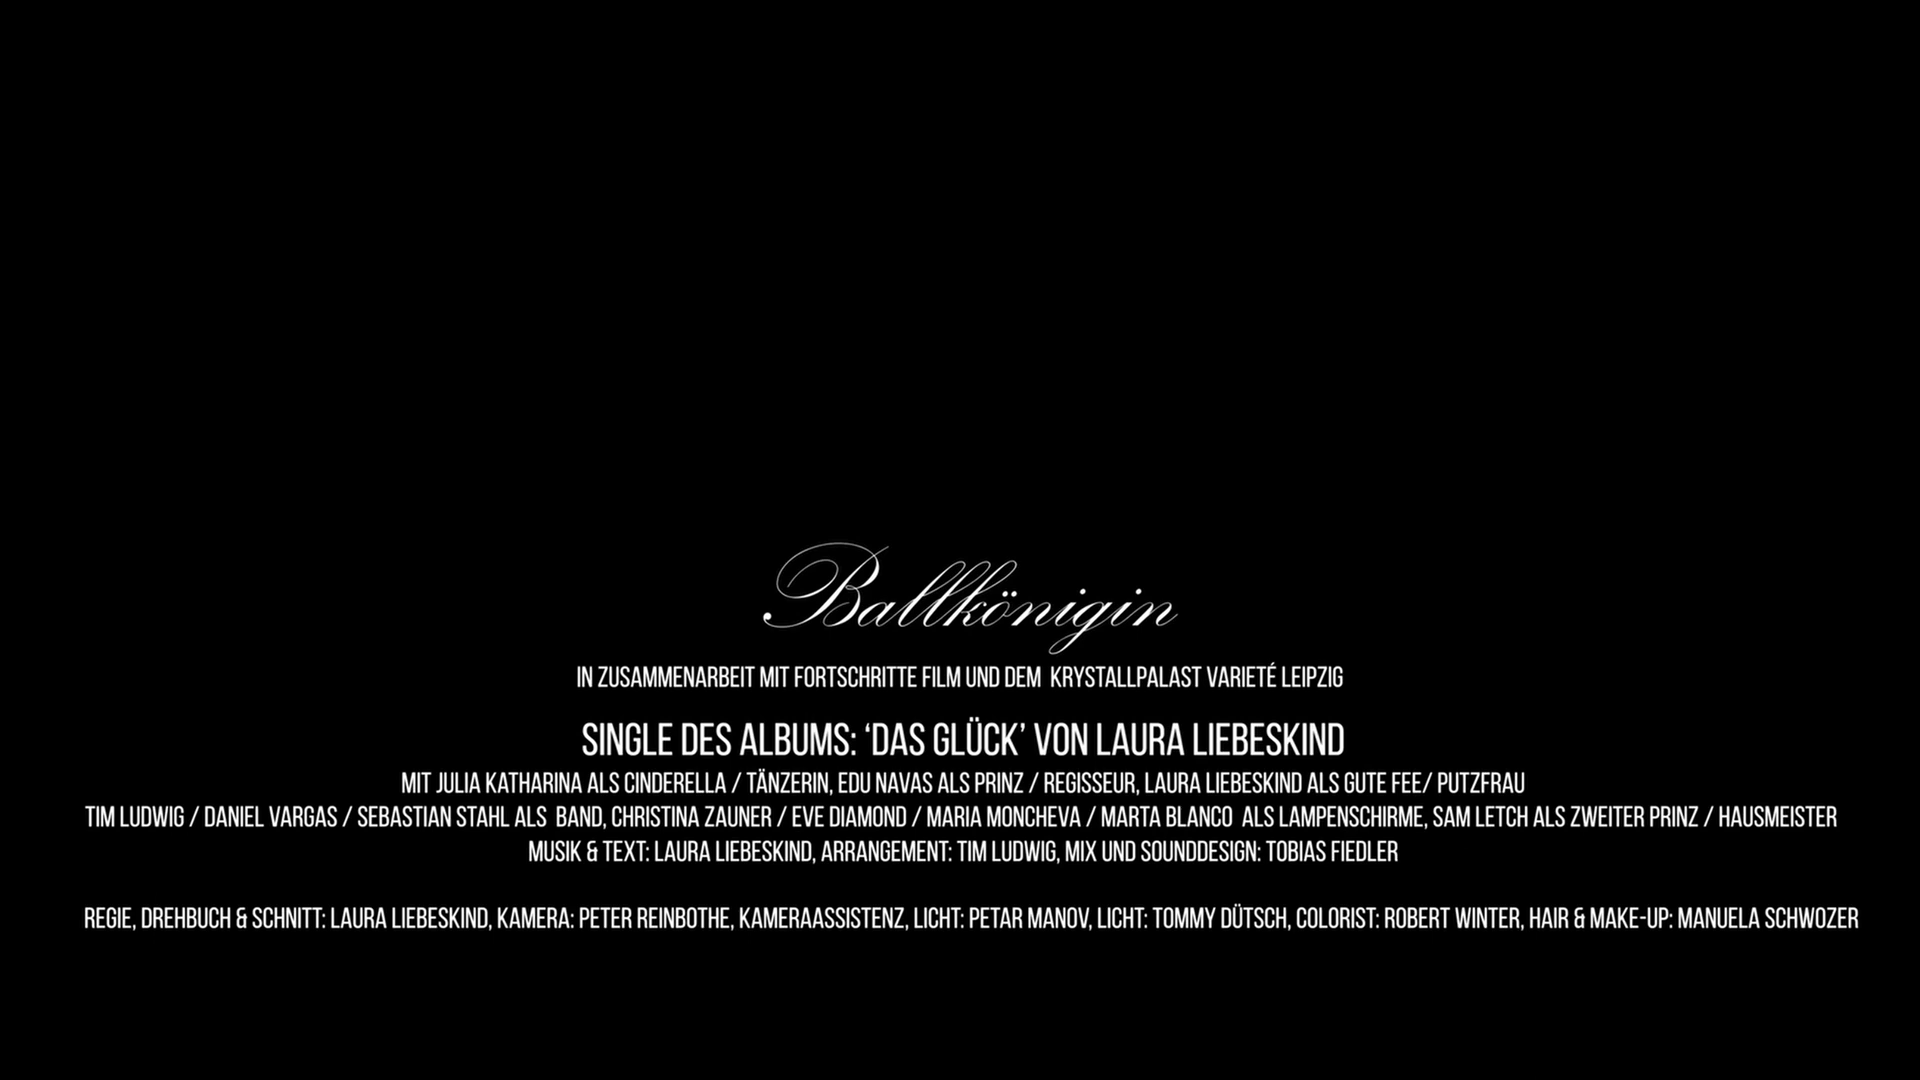 Ballkönigin
IN ZUSAMMENARBEIT MIT FORTSCHRITTE FILM UND DEM KRYSTALLPALAST VARIETÉ LEIPZIG
SINGLE DES ALBUMS: ‘DAS GLÜCK’ VON LAURA LIEBESKIND
MIT JULIA KATHARINA ALS CINDERELLA / TÄNZERIN, EDU NAVAS ALS PRINZ / REGISSEUR, LAURA LIEBESKIND ALS GUTE FEE/ PUTZFRAU
TIM LUDWIG / DANIEL VARGAS / SEBASTIAN STAHL ALS BAND, CHRISTINA ZAUNER / EVE DIAMOND / MARIA MONCHEVA / MARTA BLANCO ALS LAMPENSCHIRME, SAM LETCH ALS ZWEITER PRINZ / HAUSMEISTER
MUSIK & TEXT: LAURA LIEBESKIND, ARRANGEMENT: TIM LUDWIG, MIX UND SOUNDDESIGN: TOBIAS FIEDLER
REGIE, DREHBUCH & SCHNITT: LAURA LIEBESKIND, KAMERA: PETER REINBOTHE, KAMERAASSISTENZ, LICHT: PETAR MANOV, LICHT: TOMMY DÜTSCH, COLORIST: ROBERT WINTER, HAIR & MAKE-UP: MANUELA SCHWOZER